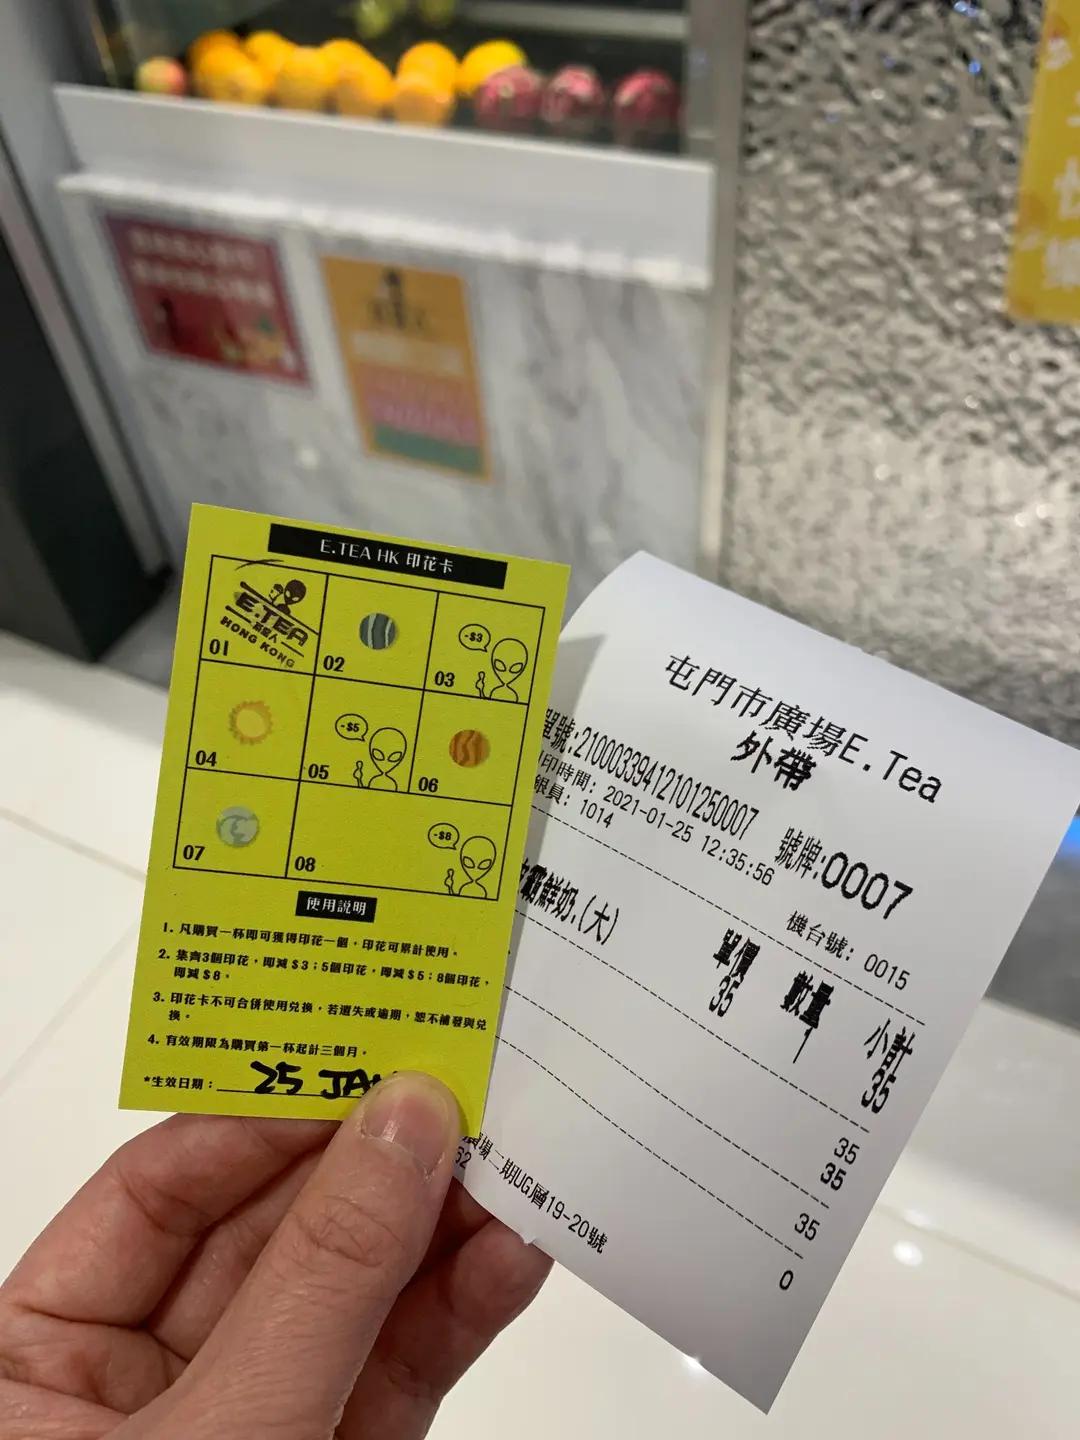 E.TEA HK 印花卡
E.TEA
HONG KONG
01
02
-$3
03
04
-$5
05
06
07
-$8
08
使用說明
1. 凡購買一杯即可獲得印花一個，印花可累計使用。
2. 集齊3個印花，即減$3；5個印花，即減$5；8個印花，
即減$8。
3. 印花卡不可合併使用兌換，若遺失或逾期，恕不補發與兌
換。
4. 有效期限為購買第一杯起計三個月。
*生效日期：25 JAN
屯門市廣場E.Tea
外帶
單號:21000339412101250007 號牌:0007
印時間: 2021-01-25 12:35:56
銀員: 1014 機台號: 0015
單價 數量 小計
鮮奶.(大)
35 1 35
35
35
35
0
廣場二期UG層19-20號
62